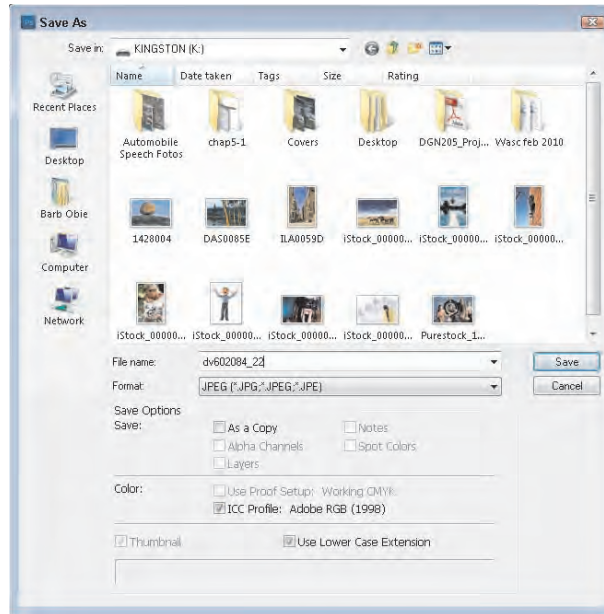 Save As
Save in: KINGSTON (K:)
Name Date taken Tags Size Rating
Recent Places
Desktop
Barb Obie
Computer
Network
Automobile Speech Fotos chap5-1 Covers Desktop DGN205_Proj... Wasc feb 2010
1428004 DAS0085E ILA0059D iStock_00000... iStock_00000... iStock_00000...
iStock_00000... iStock_00000... iStock_00000... iStock_00000... Purestock_1...
File name: dv602084_22 Save
Format: JPEG (*.JPG;*.JPEG;*.JPE) Cancel
Save Options
Save: As a Copy Notes
Alpha Channels Spot Colors
Layers
Color: Use Proof Setup: Working CMYK
ICC Profile: Adobe RGB (1998)
Thumbnail Use Lower Case Extension